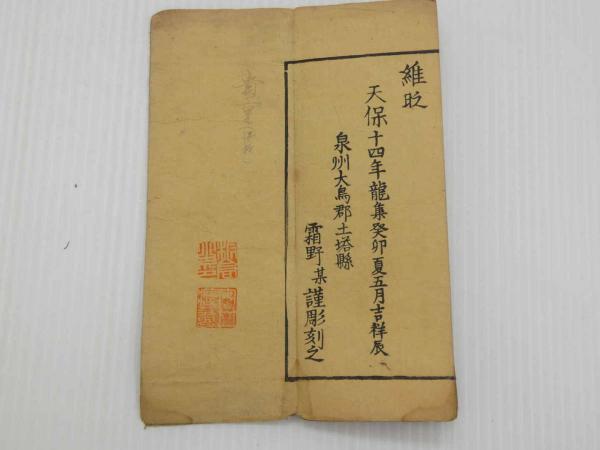 維旹
天保十四年龍集癸卯夏五月吉祥辰
泉州大鳥郡土塔縣
霜野某謹彫刻之